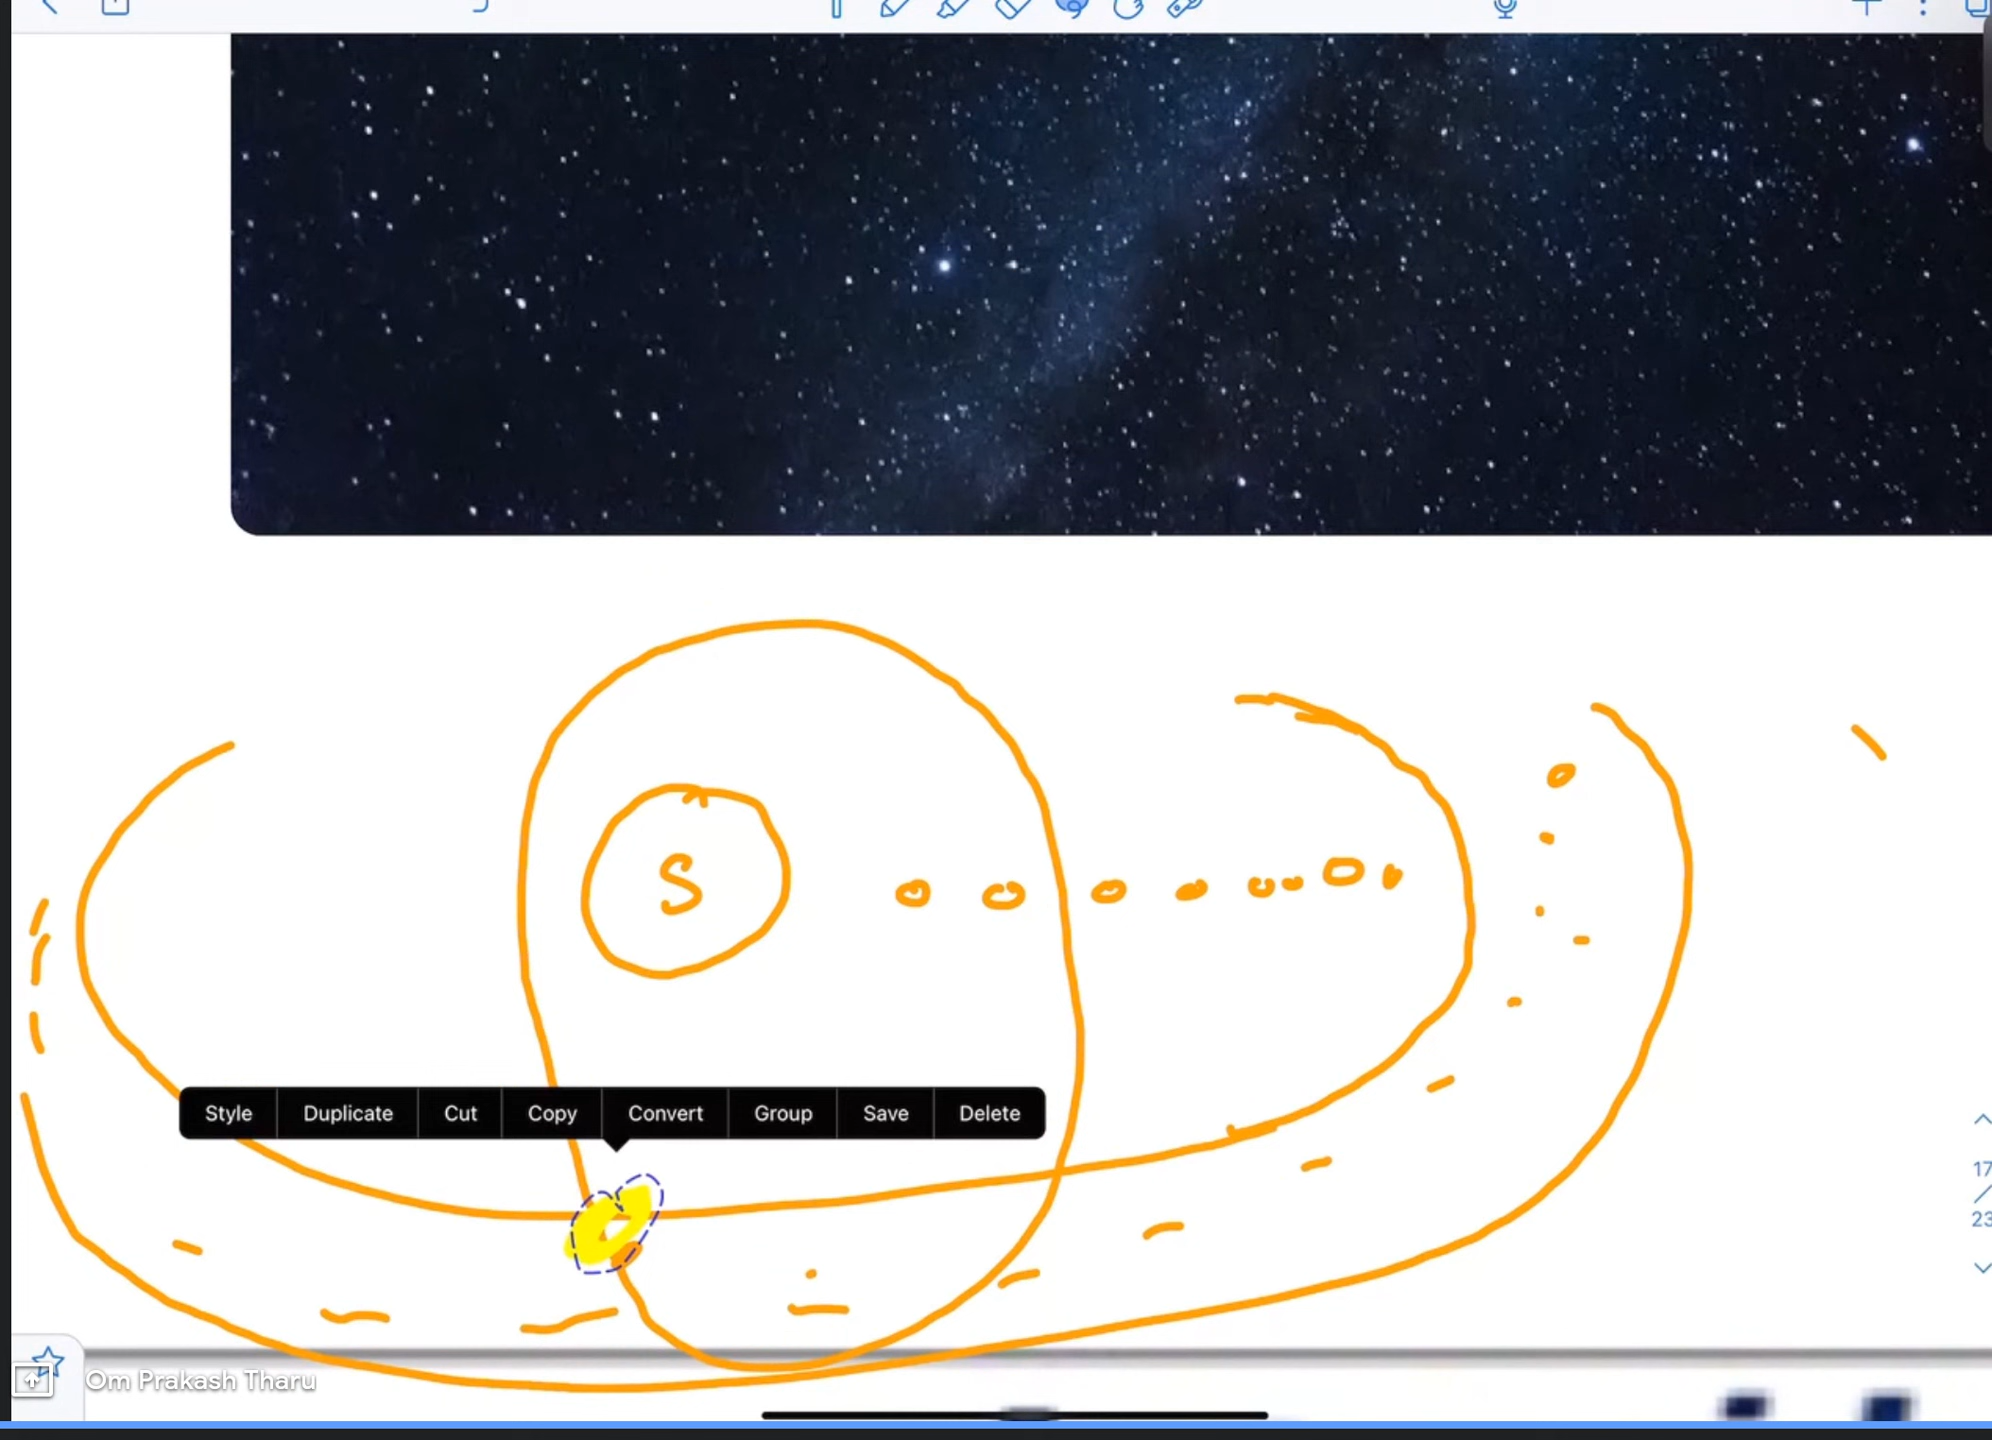 S
Style Duplicate Cut Copy Convert Group Save Delete
17
23
Om Prakash Tharu